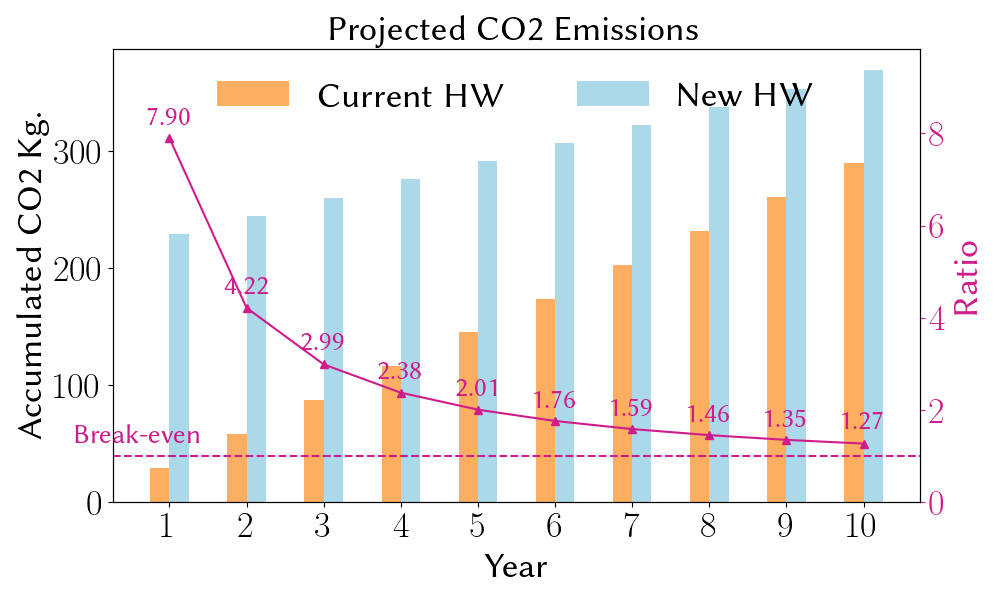 Projected CO2 Emissions
Current HW
New HW
Accumulated CO2 Kg.
300
200
100
0
8
6
4
2
0
Ratio
7.90
4.22
2.99
2.38
2.01
1.76
1.59
1.46
1.35
1.27
Break-even
1 2 3 4 5 6 7 8 9 10
Year